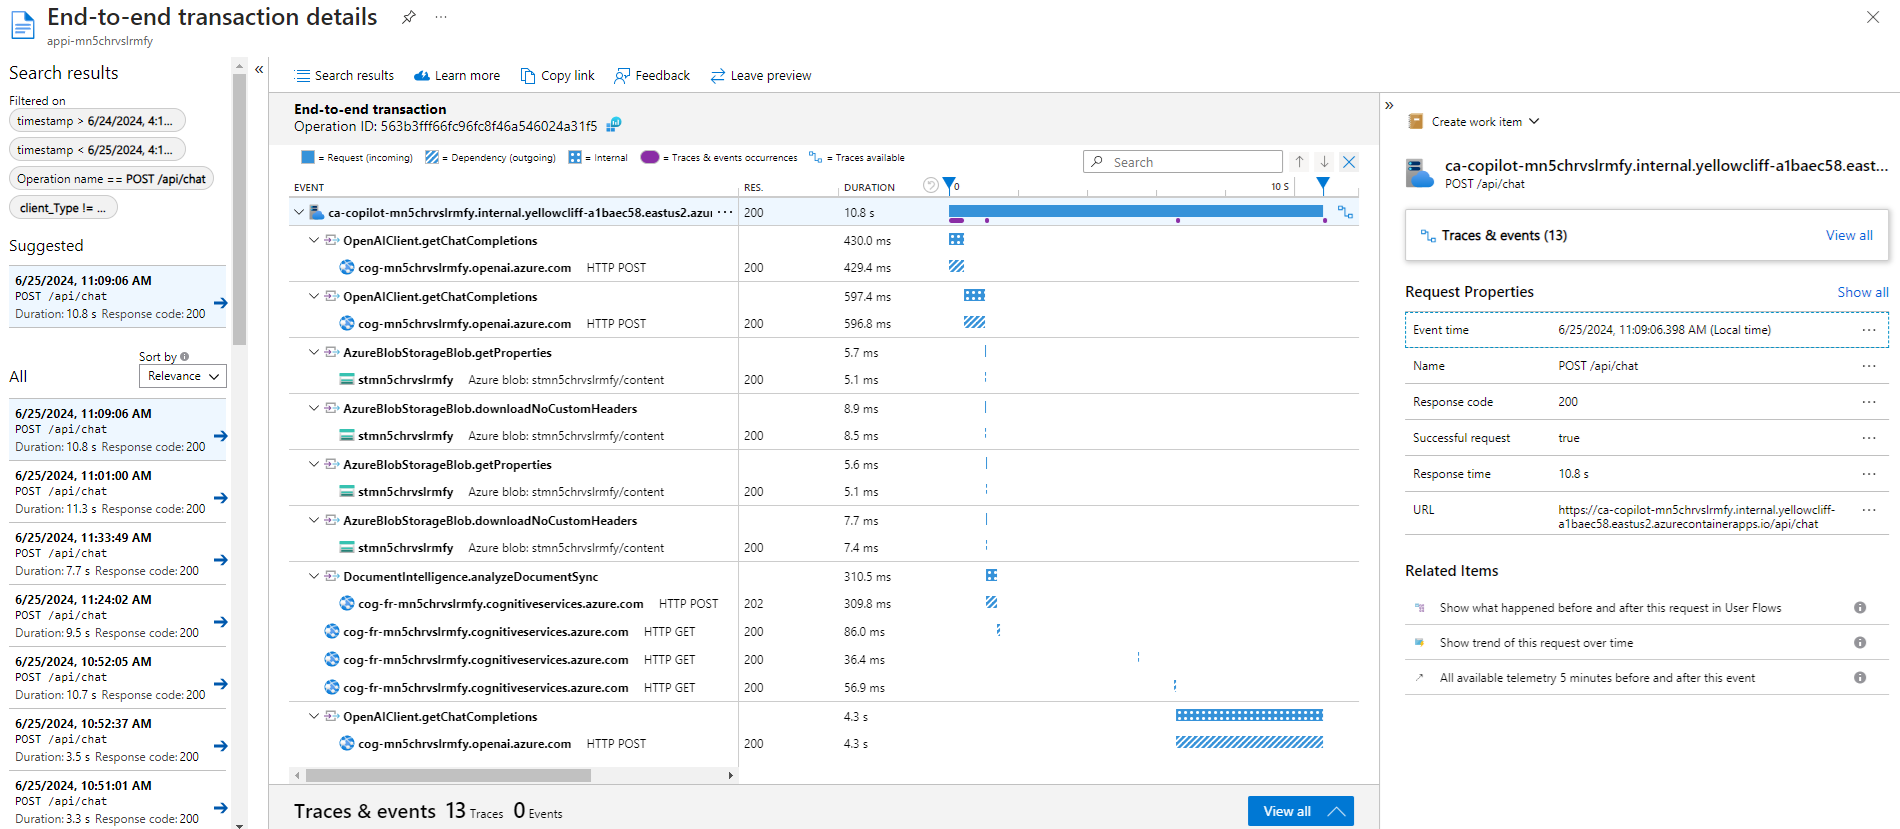 End-to-end transaction details
appi-mn5chrvslrmfy
Search results
Filtered on
timestamp > 6/24/2024, 4:1...
timestamp < 6/25/2024, 4:1...
Operation name == POST /api/chat
client_Type != ...
Suggested
6/25/2024, 11:09:06 AM
POST /api/chat
Duration: 10.8 s Response code: 200
Sort by
All
Relevance
6/25/2024, 11:09:06 AM
POST /api/chat
Duration: 10.8 s Response code: 200
6/25/2024, 11:01:00 AM
POST /api/chat
Duration: 11.3 s Response code: 200
6/25/2024, 11:33:49 AM
POST /api/chat
Duration: 7.7 s Response code: 200
6/25/2024, 11:24:02 AM
POST /api/chat
Duration: 9.5 s Response code: 200
6/25/2024, 10:52:05 AM
POST /api/chat
Duration: 10.7 s Response code: 200
6/25/2024, 10:52:37 AM
POST /api/chat
Duration: 3.5 s Response code: 200
6/25/2024, 10:51:01 AM
POST /api/chat
Duration: 3.3 s Response code: 200
Search results Learn more Copy link Feedback Leave preview
End-to-end transaction
Operation ID: 563b3fff66fc96fc8f46a546024a31f5
= Request (incoming) = Dependency (outgoing) = Internal = Traces & events occurrences = Traces available
Search
EVENT RES. DURATION 0 10 S
ca-copilot-mn5chrvslrmfy.internal.yellowcliff-a1baec58.eastus2.azur ··· 200 10.8 s
OpenAIClient.getChatCompletions 430.0 ms
cog-mn5chrvslrmfy.openai.azure.com HTTP POST 200 429.4 ms
OpenAIClient.getChatCompletions 597.4 ms
cog-mn5chrvslrmfy.openai.azure.com HTTP POST 200 596.8 ms
AzureBlobStorageBlob.getProperties 5.7 ms
stmn5chrvslrmfy Azure blob: stmn5chrvslrmfy/content 200 5.1 ms
AzureBlobStorageBlob.downloadNoCustomHeaders 8.9 ms
stmn5chrvslrmfy Azure blob: stmn5chrvslrmfy/content 200 8.5 ms
AzureBlobStorageBlob.getProperties 5.6 ms
stmn5chrvslrmfy Azure blob: stmn5chrvslrmfy/content 200 5.1 ms
AzureBlobStorageBlob.downloadNoCustomHeaders 7.7 ms
stmn5chrvslrmfy Azure blob: stmn5chrvslrmfy/content 200 7.4 ms
DocumentIntelligence.analyzeDocumentSync 310.5 ms
cog-fr-mn5chrvslrmfy.cognitiveservices.azure.com HTTP POST 202 309.8 ms
cog-fr-mn5chrvslrmfy.cognitiveservices.azure.com HTTP GET 200 86.0 ms
cog-fr-mn5chrvslrmfy.cognitiveservices.azure.com HTTP GET 200 36.4 ms
cog-fr-mn5chrvslrmfy.cognitiveservices.azure.com HTTP GET 200 56.9 ms
OpenAIClient.getChatCompletions 4.3 s
cog-mn5chrvslrmfy.openai.azure.com HTTP POST 200 4.3 s
Traces & events 13 Traces 0 Events
View all
Create work item
ca-copilot-mn5chrvslrmfy.internal.yellowcliff-a1baec58.east...
POST /api/chat
Traces & events (13) View all
Request Properties Show all
Event time 6/25/2024, 11:09:06.398 AM (Local time) ···
Name POST /api/chat ···
Response code 200 ···
Successful request true ···
Response time 10.8 s ···
URL https://ca-copilot-mn5chrvslrmfy.internal.yellowcliff- ···
a1baec58.eastus2.azurecontainerapps.io/api/chat
Related Items
Show what happened before and after this request in User Flows
Show trend of this request over time
All available telemetry 5 minutes before and after this event